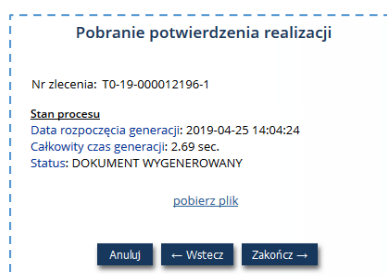 Pobranie potwierdzenia realizacji
Nr zlecenia: T0-19-000012196-1
Stan procesu
Data rozpoczęcia generacji: 2019-04-25 14:04:24
Całkowity czas generacji: 2.69 sec.
Status: DOKUMENT WYGENEROWANY
pobierz plik
Anuluj ← Wstecz Zakończ →